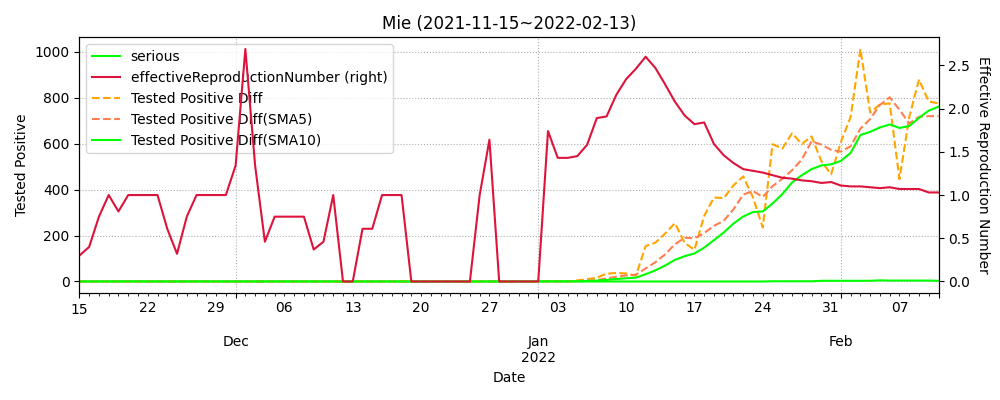 Mie (2021-11-15~2022-02-13)
serious
effectiveReproductionNumber (right)
Tested Positive Diff
Tested Positive Diff(SMA5)
Tested Positive Diff(SMA10)
Tested Positive
1000
800
600
400
200
0
Effective Reproduction Number
2.5
2.0
1.5
1.0
0.5
0.0
15 22 29 06 13 20 27 03 10 17 24 31 07
Dec Jan Feb
2022
Date